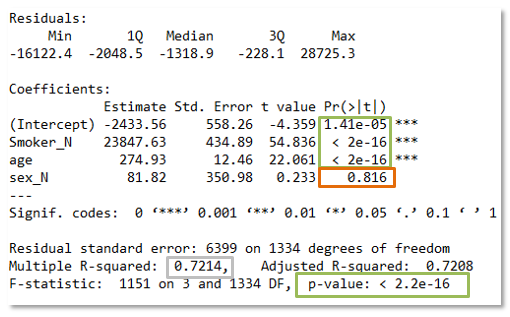 Residuals:
     Min       1Q   Median       3Q      Max
-16122.4  -2048.5  -1318.9   -228.1  28725.3
Coefficients:
            Estimate Std. Error t value Pr(>|t|)
(Intercept) -2433.56     558.26  -4.359 1.41e-05 ***
Smoker_N    23847.63     434.89  54.836  < 2e-16 ***
age           274.93      12.46  22.061  < 2e-16 ***
sex_N          81.82     350.98   0.233    0.816
---
Signif. codes:  0 ‘***’ 0.001 ‘**’ 0.01 ‘*’ 0.05 ‘.’ 0.1 ‘ ’ 1
Residual standard error: 6399 on 1334 degrees of freedom
Multiple R-squared:  0.7214,    Adjusted R-squared:  0.7208
F-statistic:  1151 on 3 and 1334 DF,  p-value: < 2.2e-16